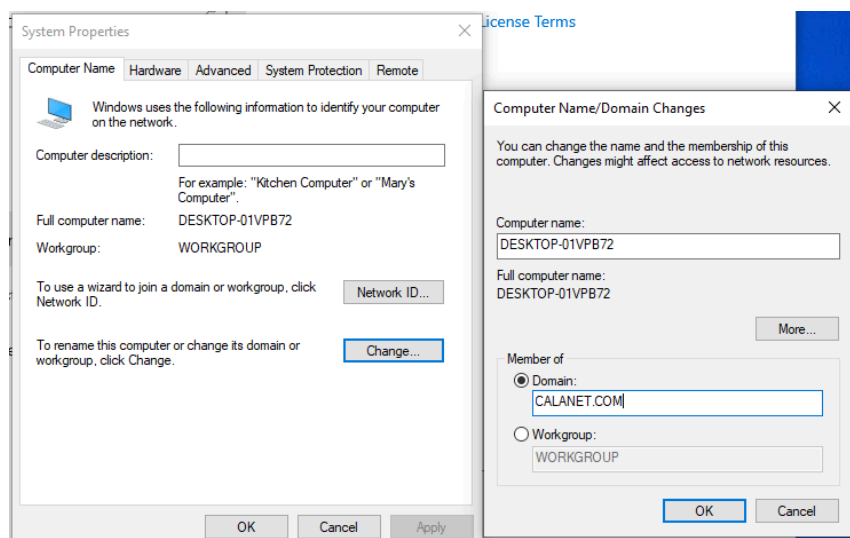 License Terms
System Properties
Computer Name
Hardware
Advanced
System Protection
Remote
Windows uses the following information to identify your computer
on the network.
Computer description:
For example: "Kitchen Computer" or "Mary's
Computer".
Full computer name:
DESKTOP-01VPB72
Workgroup:
WORKGROUP
To use a wizard to join a domain or workgroup, click
Network ID.
Network ID...
To rename this computer or change its domain or
workgroup, click Change.
Change...
OK
Cancel
Apply
Computer Name/Domain Changes
You can change the name and the membership of this
computer. Changes might affect access to network resources.
Computer name:
DESKTOP-01VPB72
Full computer name:
DESKTOP-01VPB72
More...
Member of
Domain:
CALANET.COM
Workgroup:
WORKGROUP
OK
Cancel